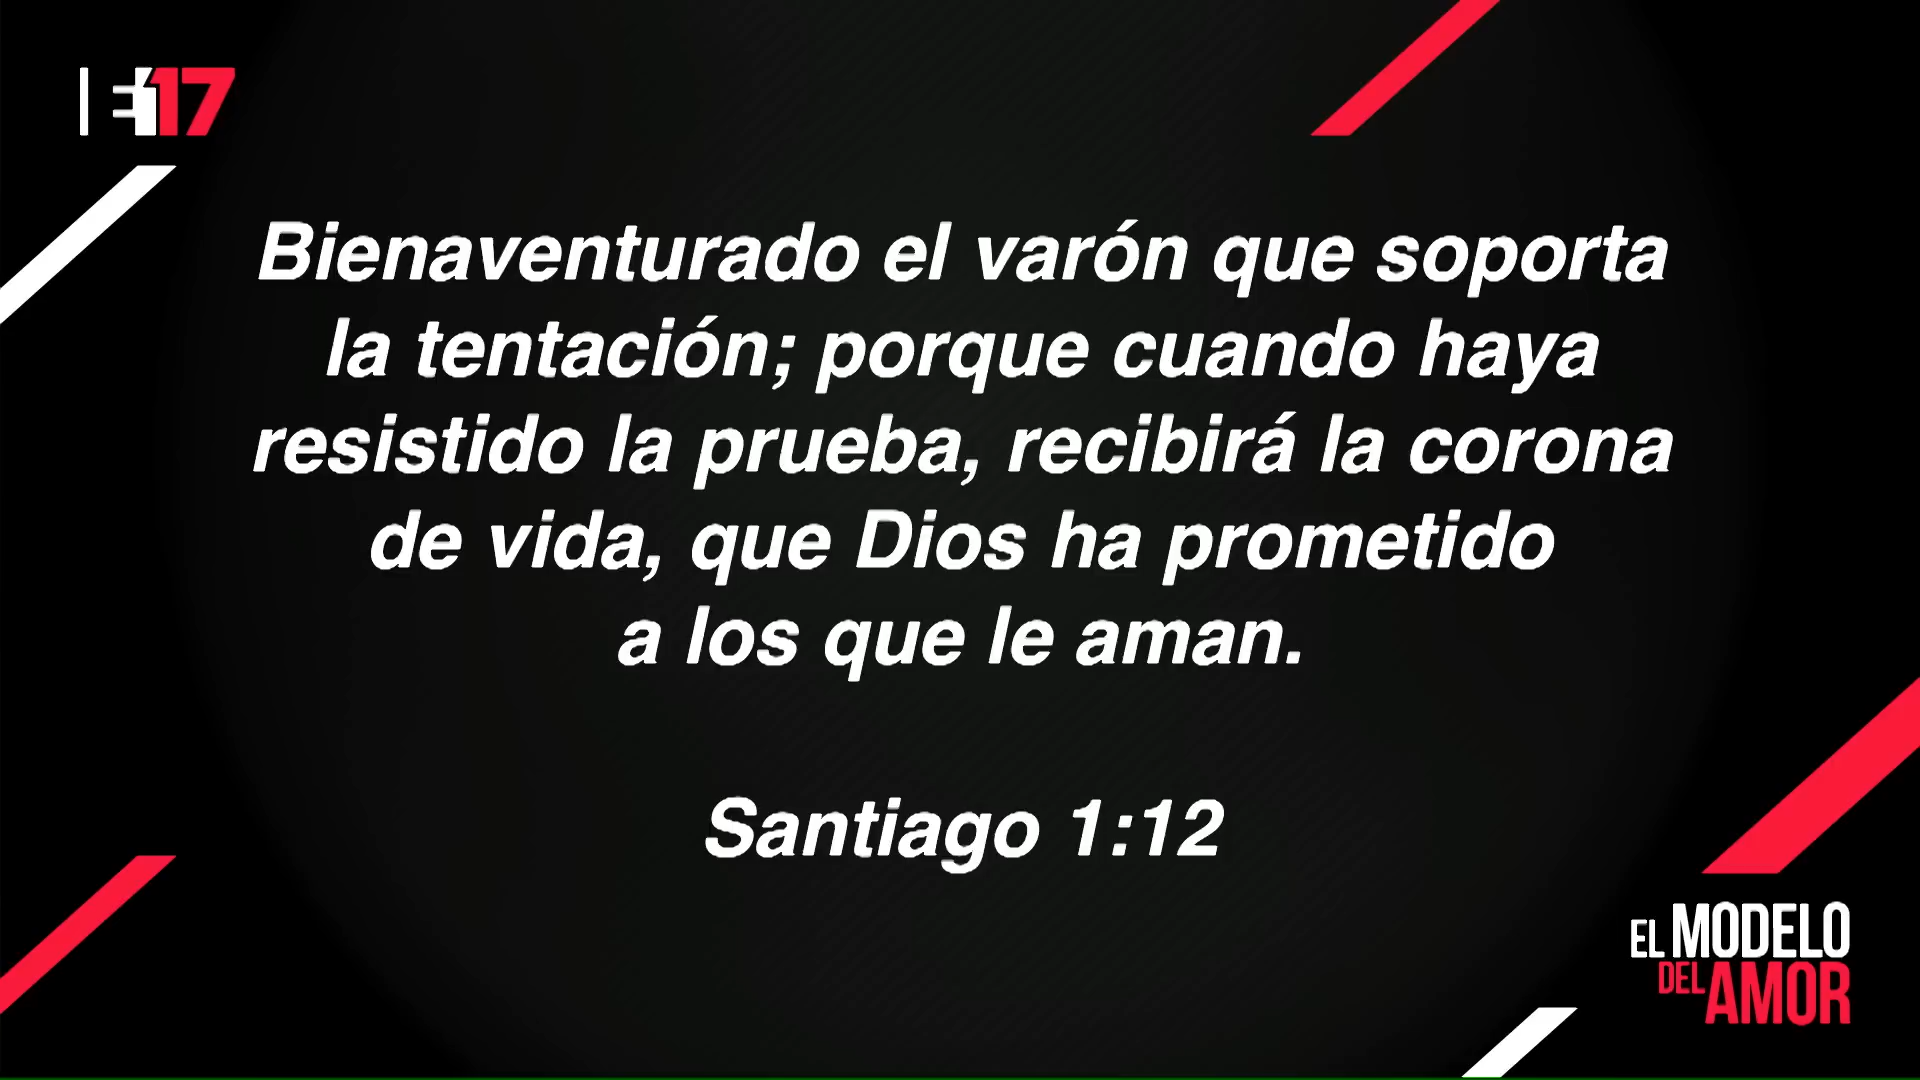 17
Bienaventurado el varón que soporta
la tentación; porque cuando haya
resistido la prueba, recibirá la corona
de vida, que Dios ha prometido
a los que le aman.
Santiago 1:12
EL MODELO
DEL AMOR